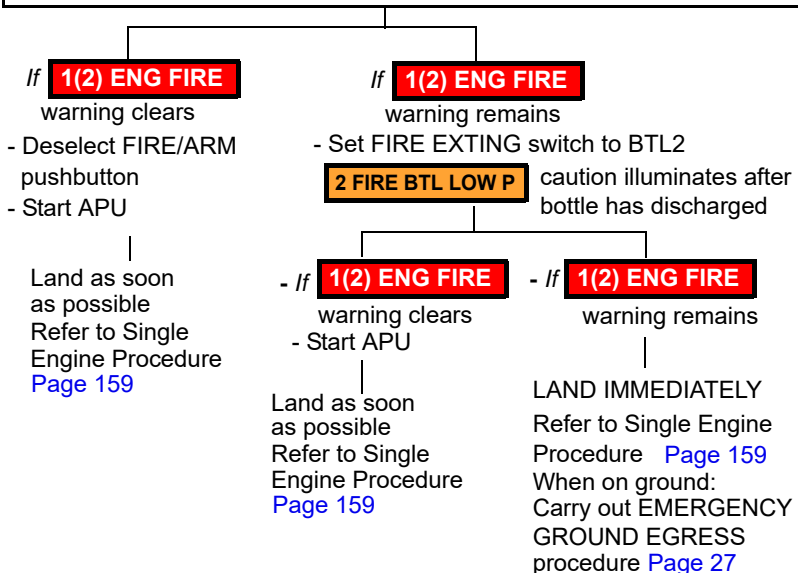 If 1(2) ENG FIRE
warning clears
- Deselect FIRE/ARM
pushbutton
- Start APU
Land as soon
as possible
Refer to Single
Engine Procedure
Page 159
If 1(2) ENG FIRE
warning remains
- Set FIRE EXTING switch to BTL2
2 FIRE BTL LOW P caution illuminates after
bottle has discharged
- If 1(2) ENG FIRE
warning clears
- Start APU
Land as soon
as possible
Refer to Single
Engine Procedure
Page 159
- If 1(2) ENG FIRE
warning remains
LAND IMMEDIATELY
Refer to Single Engine
Procedure Page 159
When on ground:
Carry out EMERGENCY
GROUND EGRESS
procedure Page 27